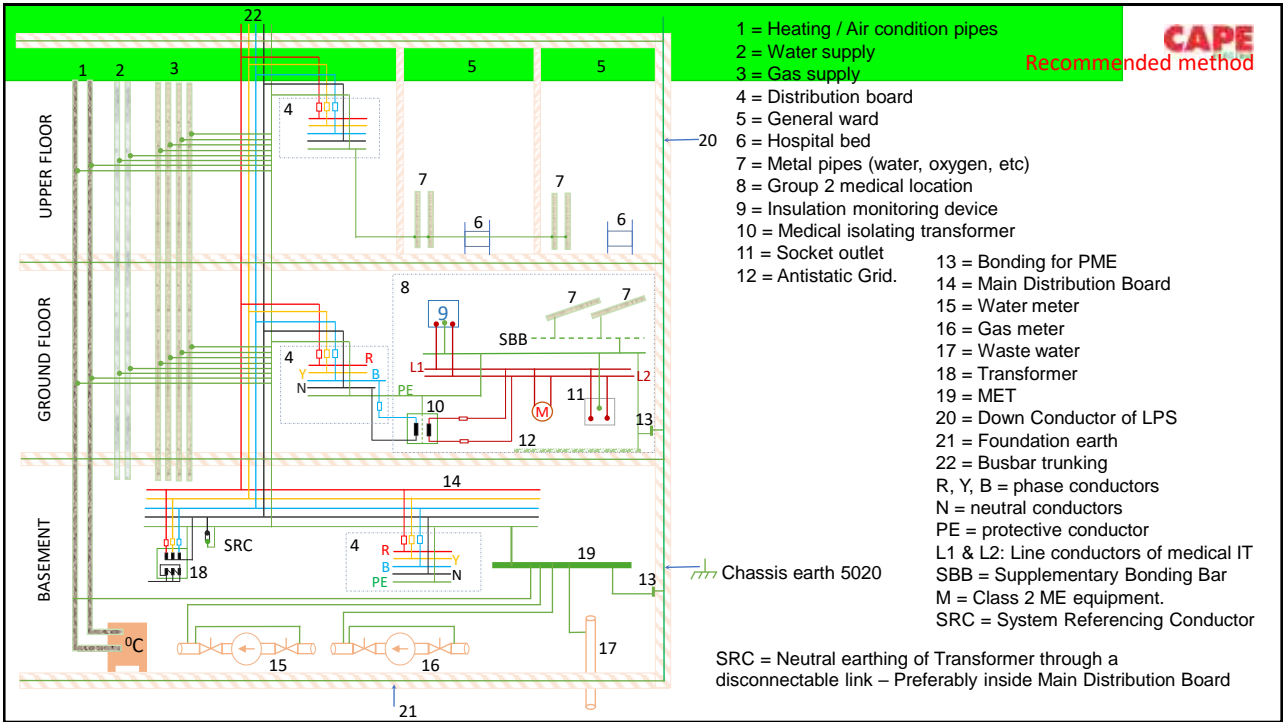 22
1 = Heating / Air condition pipes
2 = Water supply
3 = Gas supply
4 = Distribution board
5 = General ward
6 = Hospital bed
7 = Metal pipes (water, oxygen, etc)
8 = Group 2 medical location
9 = Insulation monitoring device
10 = Medical isolating transformer
11 = Socket outlet
12 = Antistatic Grid.
CAPE
Recommended method
13 = Bonding for PME
14 = Main Distribution Board
15 = Water meter
16 = Gas meter
17 = Waste water
18 = Transformer
19 = MET
20 = Down Conductor of LPS
21 = Foundation earth
22 = Busbar trunking
R, Y, B = phase conductors
N = neutral conductors
PE = protective conductor
L1 & L2: Line conductors of medical IT
SBB = Supplementary Bonding Bar
M = Class 2 ME equipment.
SRC = System Referencing Conductor
SRC = Neutral earthing of Transformer through a
disconnectable link – Preferably inside Main Distribution Board
1
2
3
5
5
UPPER FLOOR
4
20
7
7
6
6
GROUND FLOOR
8
9
7
7
SBB
4
R
Y
B
N
L1
L2
PE
10
M
11
12
13
BASEMENT
14
SRC
18
4
R
Y
B
N
PE
19
13
Chassis earth 5020
⁰C
15
16
17
21